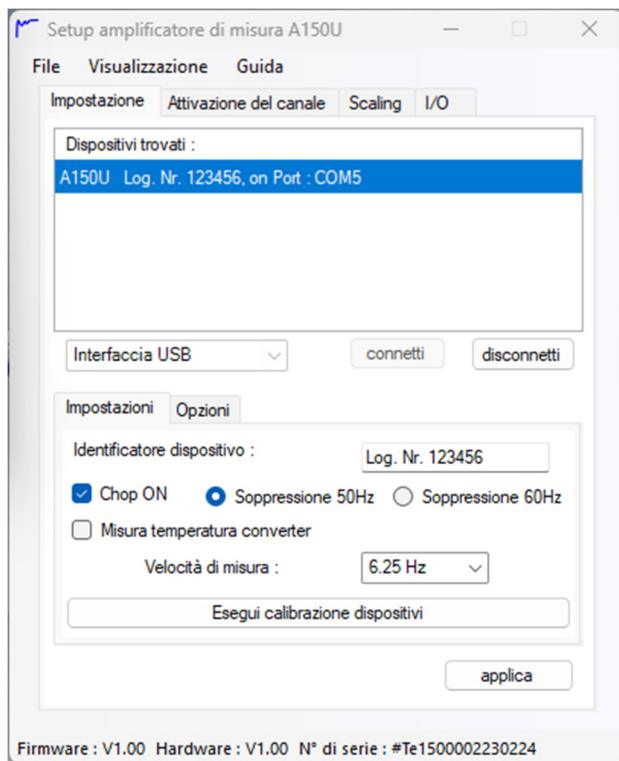 Setup amplificatore di misura A150U
File Visualizzazione Guida
Impostazione Attivazione del canale Scaling I/O
Dispositivi trovati :
A150U Log. Nr. 123456, on Port : COM5
Interfaccia USB connetti disconnetti
Impostazioni Opzioni
Identificatore dispositivo : Log. Nr. 123456
Chop ON Soppressione 50Hz Soppressione 60Hz
Misura temperatura converter
Velocità di misura : 6.25 Hz
Esegui calibrazione dispositivi
applica
Firmware : V1.00 Hardware : V1.00 N° di serie : #Te1500002230224